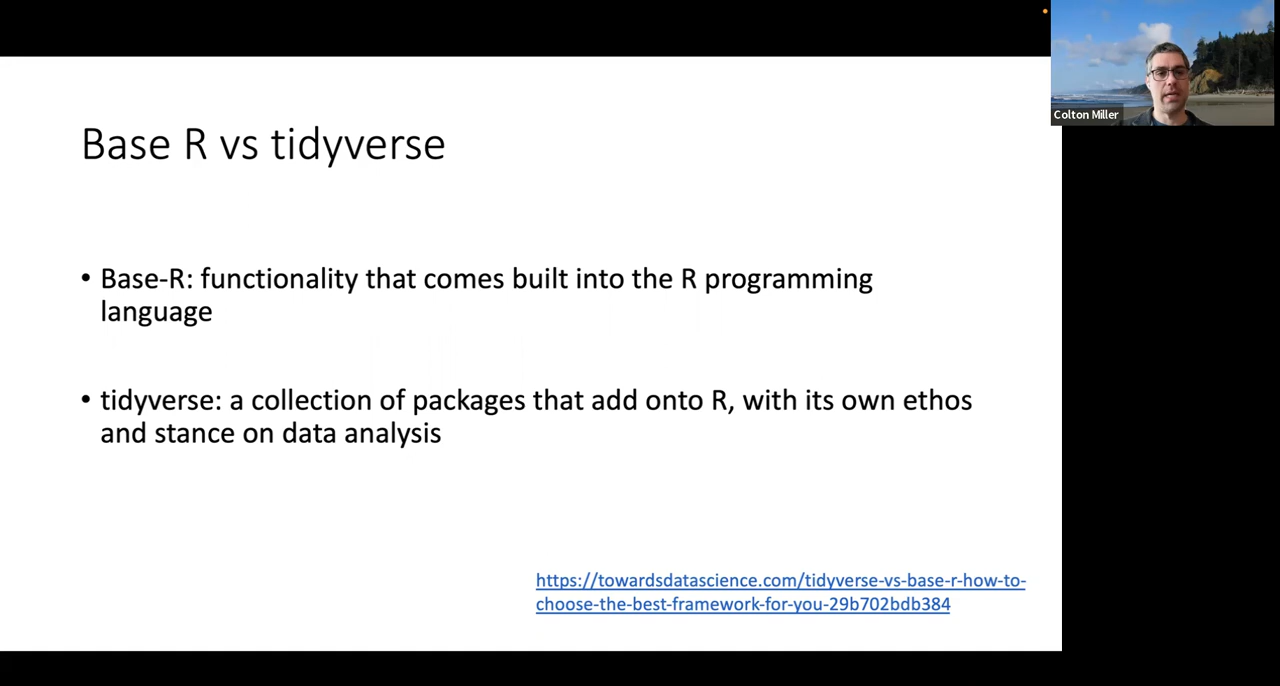 Colton Miller
Base R vs tidyverse
• Base-R: functionality that comes built into the R programming
language
• tidyverse: a collection of packages that add onto R, with its own ethos
and stance on data analysis
https://towardsdatascience.com/tidyverse-vs-base-r-how-to-
choose-the-best-framework-for-you-29b702bdb384